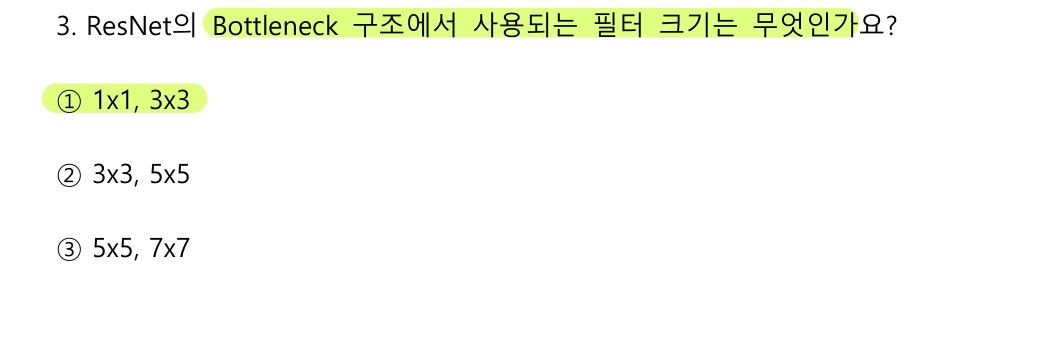 3. ResNet의 Bottleneck 구조에서 사용되는 필터 크기는 무엇인가요?
① 1x1, 3x3
② 3x3, 5x5
③ 5x5, 7x7